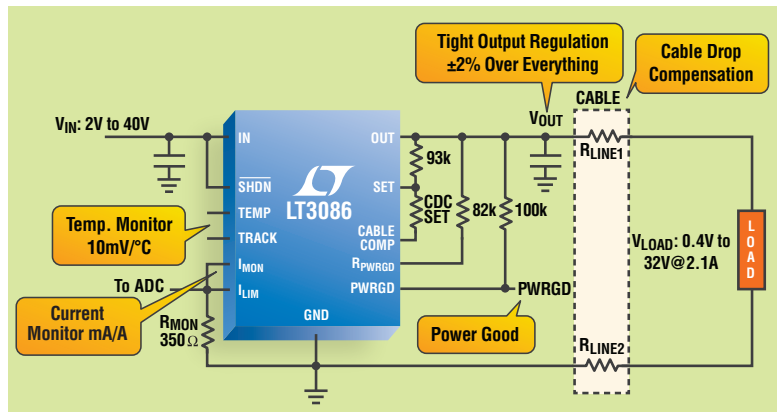 Tight Output Regulation
±2% Over Everything
Cable Drop
Compensation
VIN: 2V to 40V
VOUT
CABLE
IN
OUT
93k
RLINE1
SHDN
SET
LT3086
TEMP
CDC
SET
82k
100k
Temp. Monitor
10mV/°C
TRACK
CABLE
COMP
VLOAD: 0.4V to
32V@2.1A
LOAD
IMON
RPWRGD
To ADC
ILIM
PWRGD
PWRGD
Current
Monitor mA/A
GND
RMON
350Ω
Power Good
RLINE2